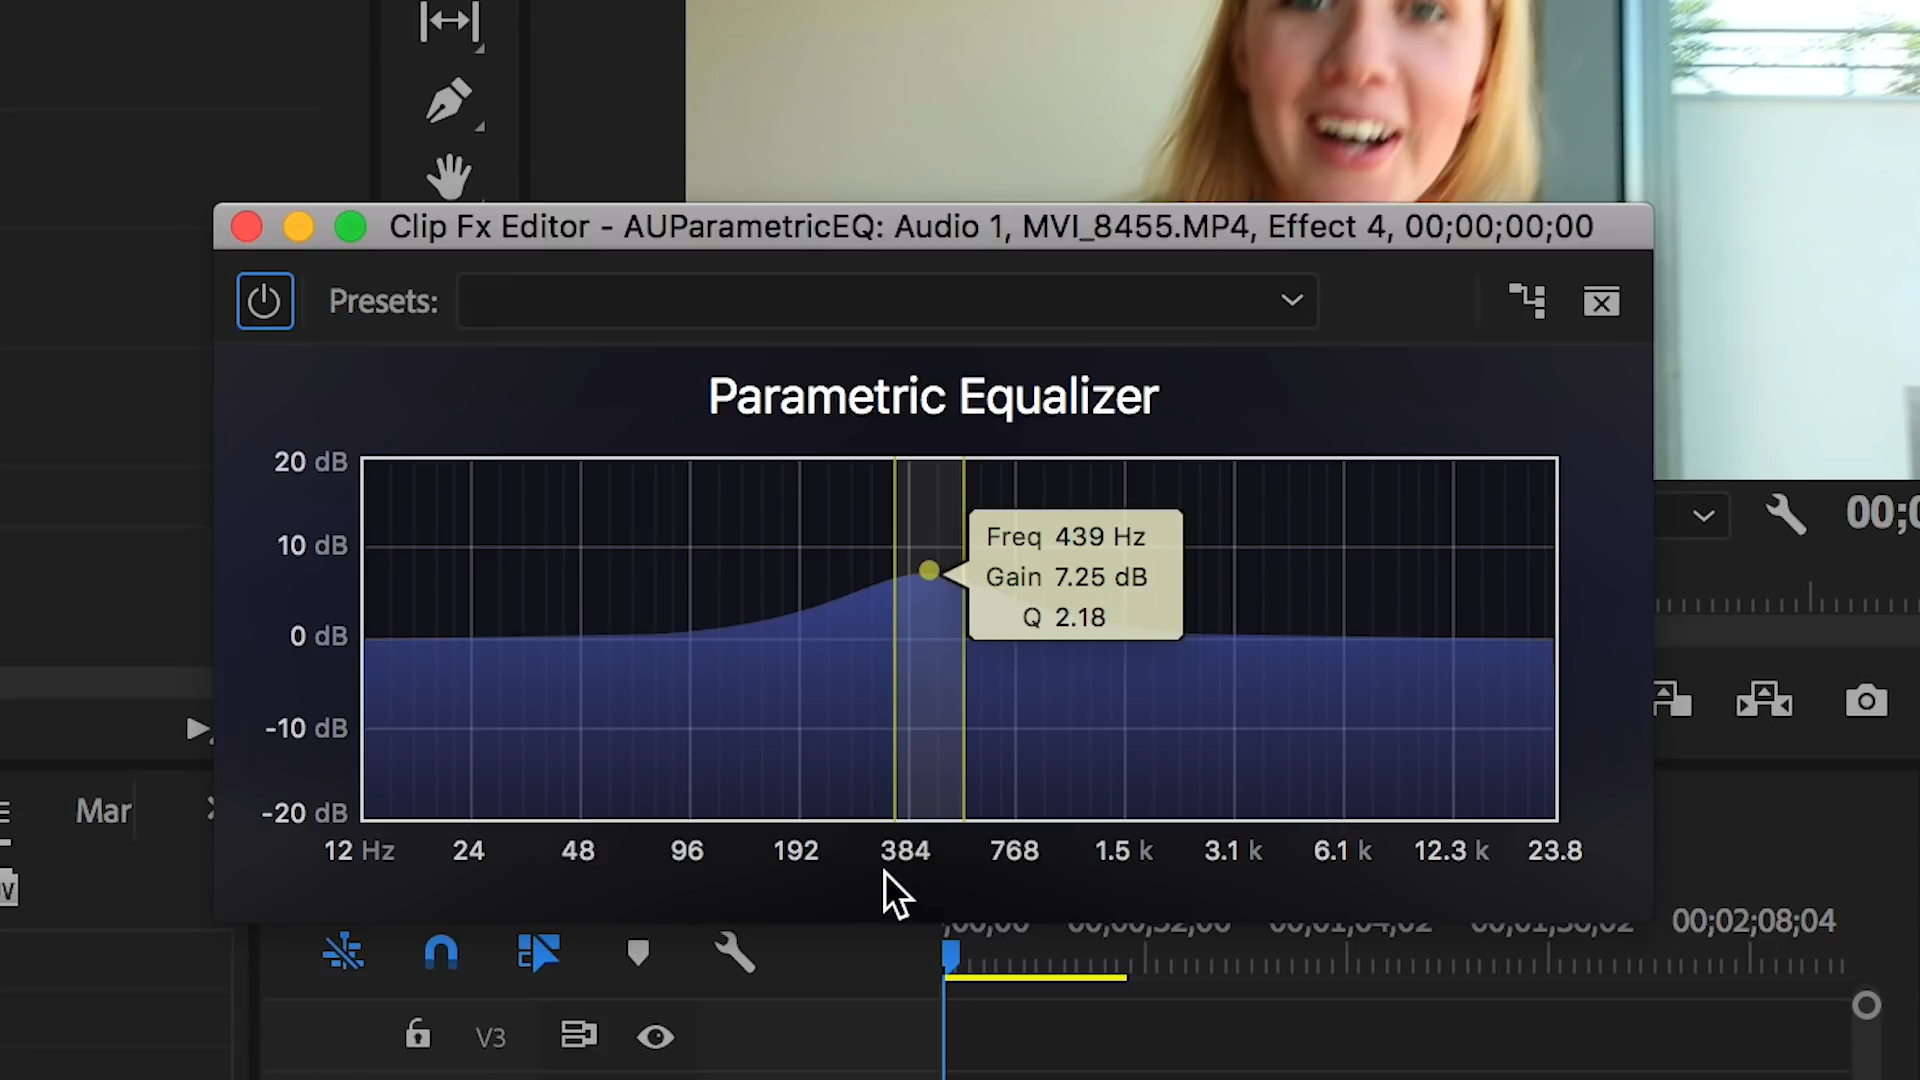 Clip Fx Editor - AUParametricEQ: Audio 1, MVI_8455.MP4, Effect 4, 00;00;00;00
Presets:
Parametric Equalizer
20 dB
10 dB
0 dB
-10 dB
-20 dB
Freq 439 Hz
Gain 7.25 dB
Q 2.18
12 Hz 24 48 96 192 384 768 1.5 k 3.1 k 6.1 k 12.3 k 23.8
00;0
Mar
00;02;08;04
V3